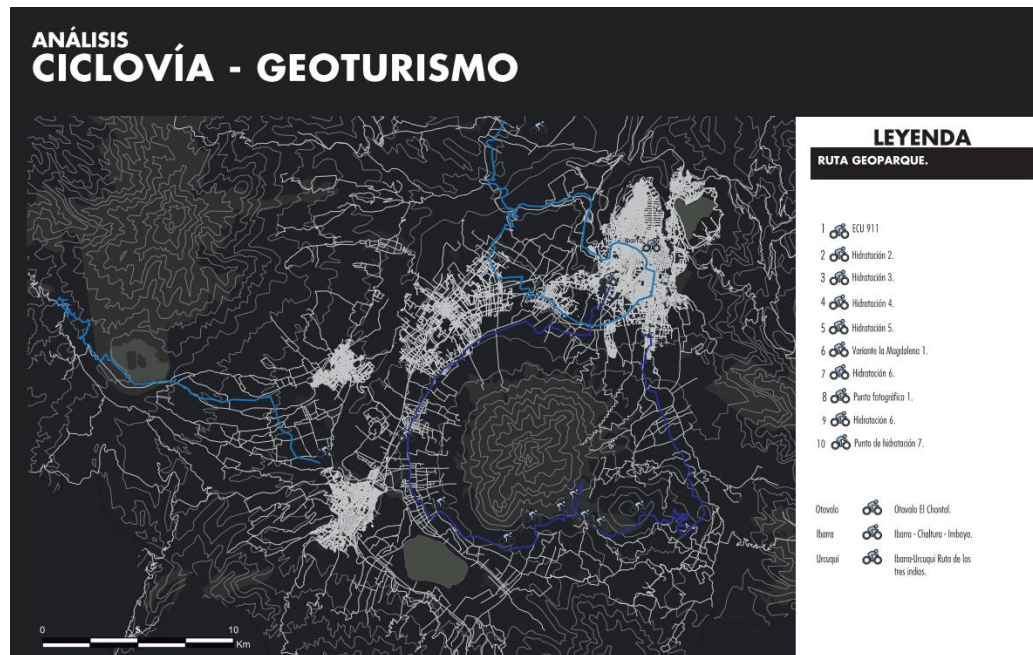 ANÁLISIS
CICLOVÍA - GEOTURISMO
LEYENDA
RUTA GEOPARQUE.
1 ECU 911
2 Hidratación 2.
3 Hidratación 3.
4 Hidratación 4.
5 Hidratación 5.
6 Variante la Magdalena 1.
7 Hidratación 6.
8 Punto fotográfico 1.
9 Hidratación 6.
10 Punto de hidratación 7.
Otavalo Otavalo El Chontal.
Ibarra Ibarra - Chaltura - Imbaya.
Urcuqui Ibarra-Urcuqui Ruta de los
tres indios.
0 5 10
Km